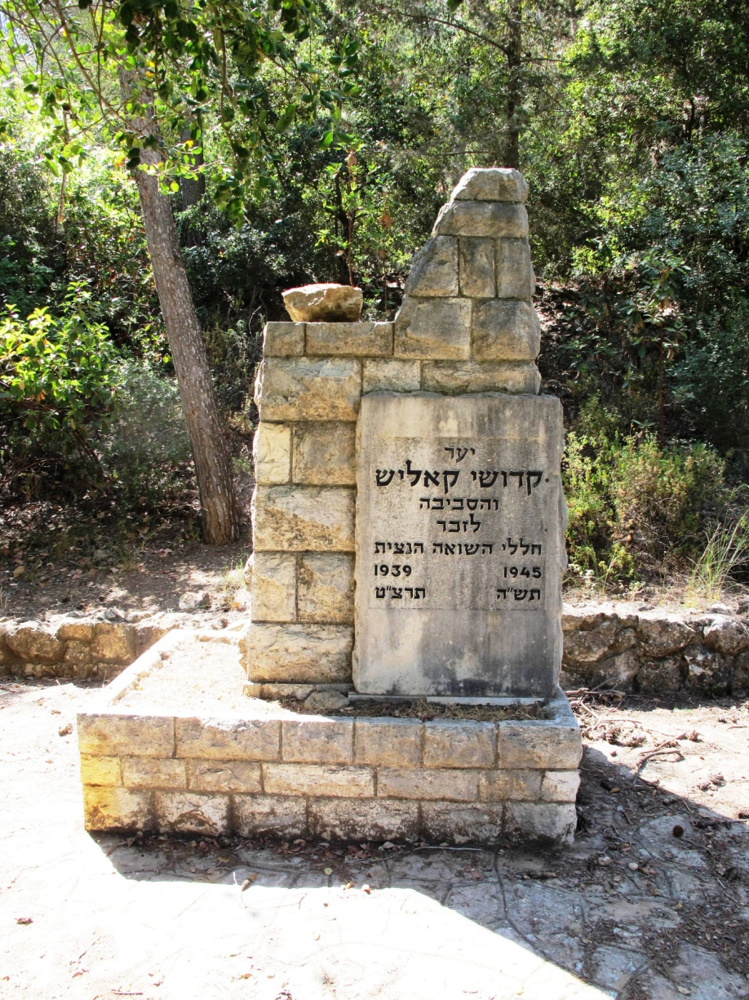 יער
קדושי קאליש
והסביבה
לזכר
חללי השואה הנצית
1945 1939
תש"ה תרצ"ט